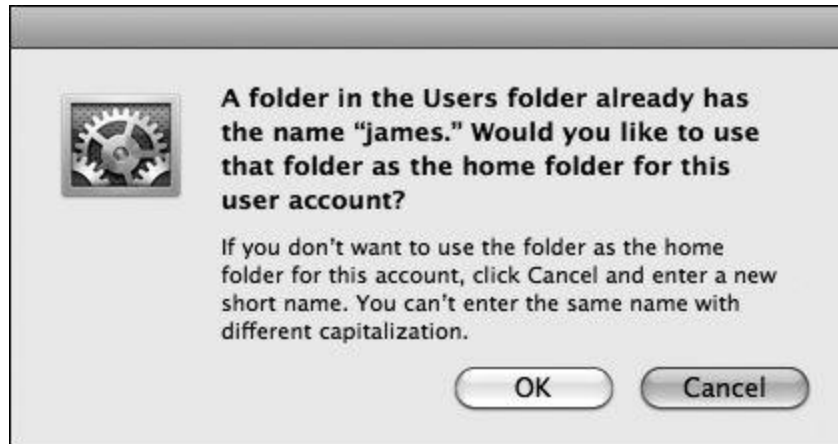 A folder in the Users folder already has
the name “james.” Would you like to use
that folder as the home folder for this
user account?
If you don’t want to use the folder as the home
folder for this account, click Cancel and enter a new
short name. You can’t enter the same name with
different capitalization.
OK Cancel